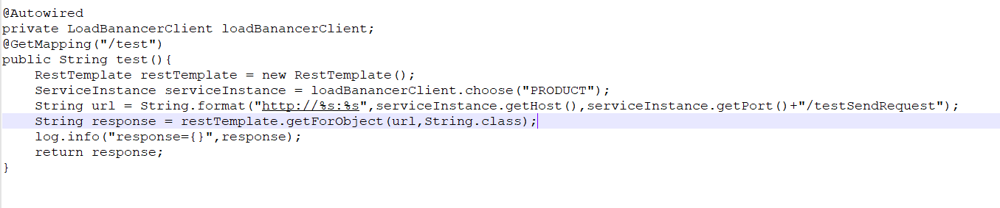 @Autowired
private LoadBanancerClient loadBanancerClient;
@GetMapping("/test")
public String test(){
    RestTemplate restTemplate = new RestTemplate();
    ServiceInstance serviceInstance = loadBanancerClient.choose("PRODUCT");
    String url = String.format("http://%s:%s",serviceInstance.getHost(),serviceInstance.getPort()+"/testSendRequest");
    String response = restTemplate.getForObject(url,String.class);
    log.info("response={}",response);
    return response;
}